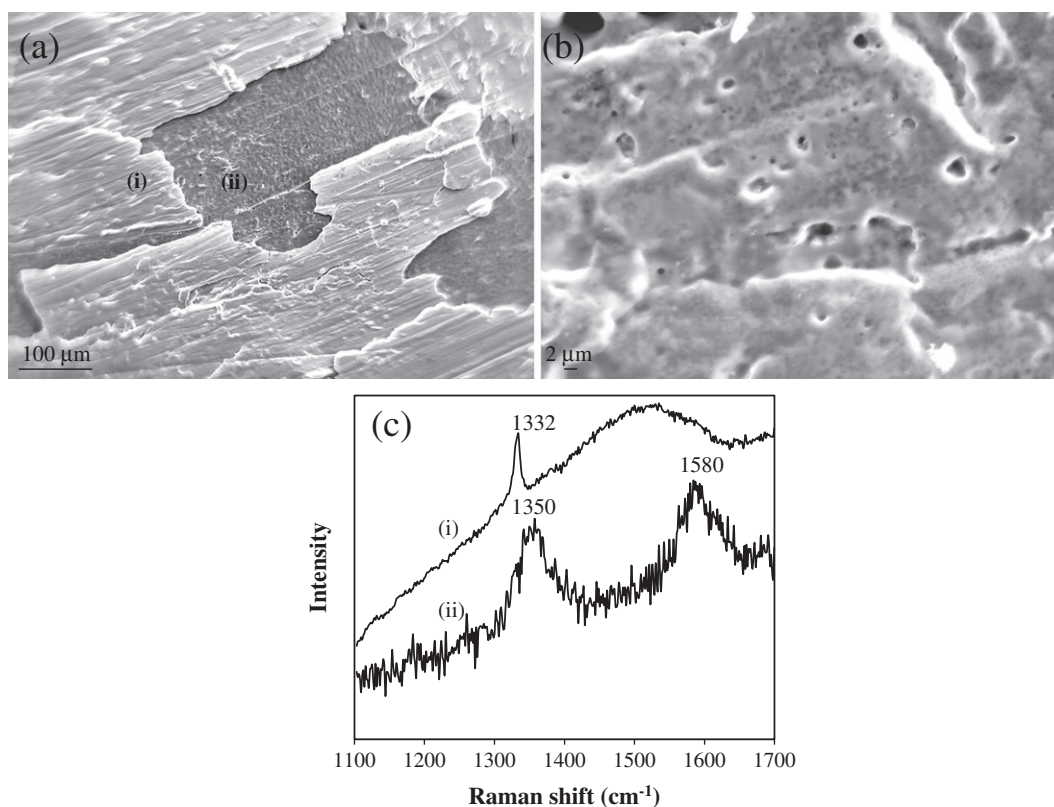 (a)
(i)
(ii)
100 µm
(b)
2 µm
(c)
1332
1350
1580
(i)
(ii)
Intensity
1100 1200 1300 1400 1500 1600 1700
Raman shift (cm⁻¹)